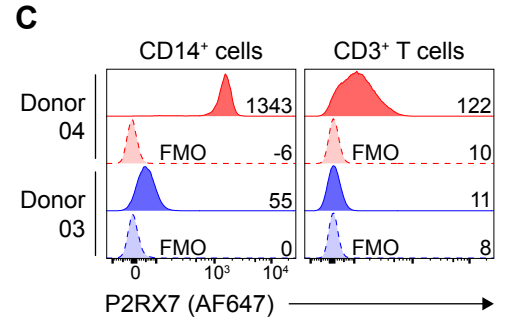 C
CD14⁺ cells
CD3⁺ T cells
Donor
04
1343
122
FMO
-6
FMO
10
Donor
03
55
11
FMO
0
FMO
8
0
10³
10⁴
P2RX7 (AF647)